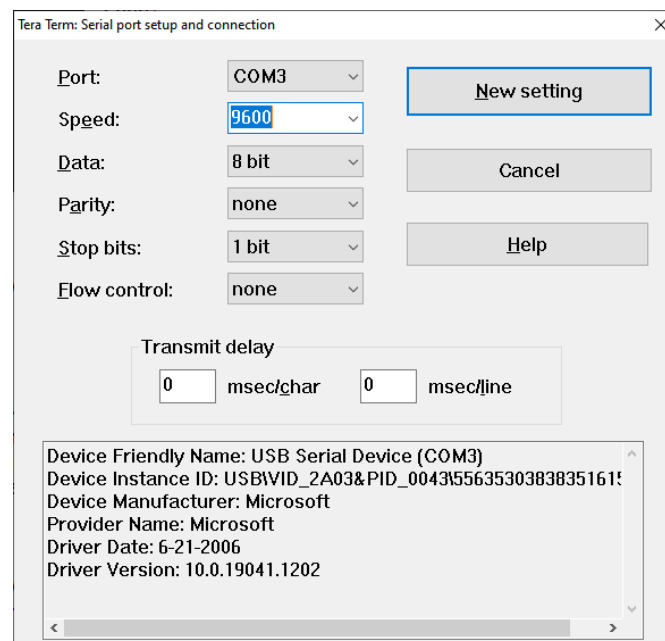 Tera Term: Serial port setup and connection
Port: COM3
New setting
Speed: 9600
Data: 8 bit
Cancel
Parity: none
Stop bits: 1 bit
Help
Flow control: none
Transmit delay
0 msec/char 0 msec/line
Device Friendly Name: USB Serial Device (COM3)
Device Instance ID: USB\VID_2A03&PID_0043\55635303838351615
Device Manufacturer: Microsoft
Provider Name: Microsoft
Driver Date: 6-21-2006
Driver Version: 10.0.19041.1202